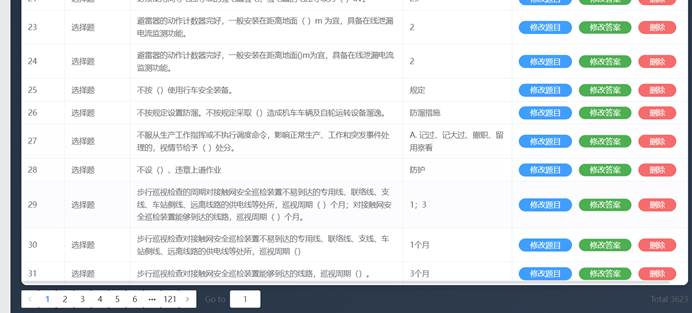 23 选择题 避雷器的动作计数器完好，一般安装在距离地面（ ）m 为宜，具备在线泄漏
电流监测功能。 2 修改题目 修改答案 删除
24 选择题 避雷器的动作计数器完好，一般安装在距离地面()m为宜，具备在线泄漏电流
监测功能。 2 修改题目 修改答案 删除
25 选择题 不按（）使用行车安全装备。 规定 修改题目 修改答案 删除
26 选择题 不按规定设置防溜。不按规定采取（）造成机车车辆及自轮运转设备溜逸。 防溜措施 修改题目 修改答案 删除
27 选择题 不服从生产工作指挥或不执行调度命令，影响正常生产、工作和突发事件处
理的，视情节给予（ ）处分。 A. 记过、记大过、撤职、留
用察看 修改题目 修改答案 删除
28 选择题 不设（）、违章上道作业 防护 修改题目 修改答案 删除
29 选择题 步行巡视检查的周期对接触网安全巡检装置不易到达的专用线、联络线、支
线、车站侧线、远离线路的供电线等处所，巡视周期（ ）个月；对接触网安
全巡检装置能够到达的线路，巡视周期（ ）个月。 1；3 修改题目 修改答案 删除
30 选择题 步行巡视检查对接触网安全巡检装置不易到达的专用线、联络线、支线、车
站侧线、远离线路的供电线等处所，巡视周期（） 1个月 修改题目 修改答案 删除
31 选择题 步行巡视检查对接触网安全巡检装置能够到达的线路，巡视周期（）。 3个月 修改题目 修改答案 删除
1 2 3 4 5 6 ••• 121 Go to 1 Total 3623